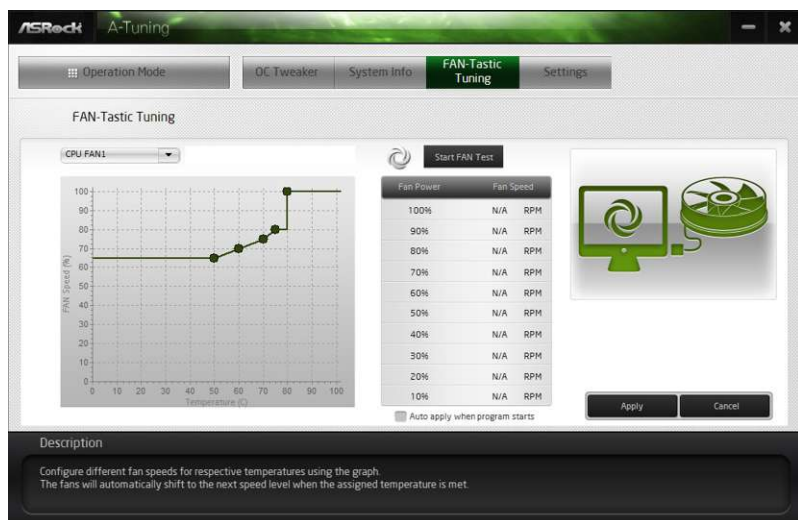 ASRock A-Tuning
Operation Mode OC Tweaker System Info FAN-Tastic Tuning Settings
FAN-Tastic Tuning
CPU FAN1
100
90
80
70
60
50
40
30
20
10
0
FAN Speed (%)
0 10 20 30 40 50 60 70 80 90 100
Temperature (C)
Start FAN Test
Fan Power Fan Speed
100% N/A RPM
90% N/A RPM
80% N/A RPM
70% N/A RPM
60% N/A RPM
50% N/A RPM
40% N/A RPM
30% N/A RPM
20% N/A RPM
10% N/A RPM
Auto apply when program starts
Apply Cancel
Description
Configure different fan speeds for respective temperatures using the graph.
The fans will automatically shift to the next speed level when the assigned temperature is met.